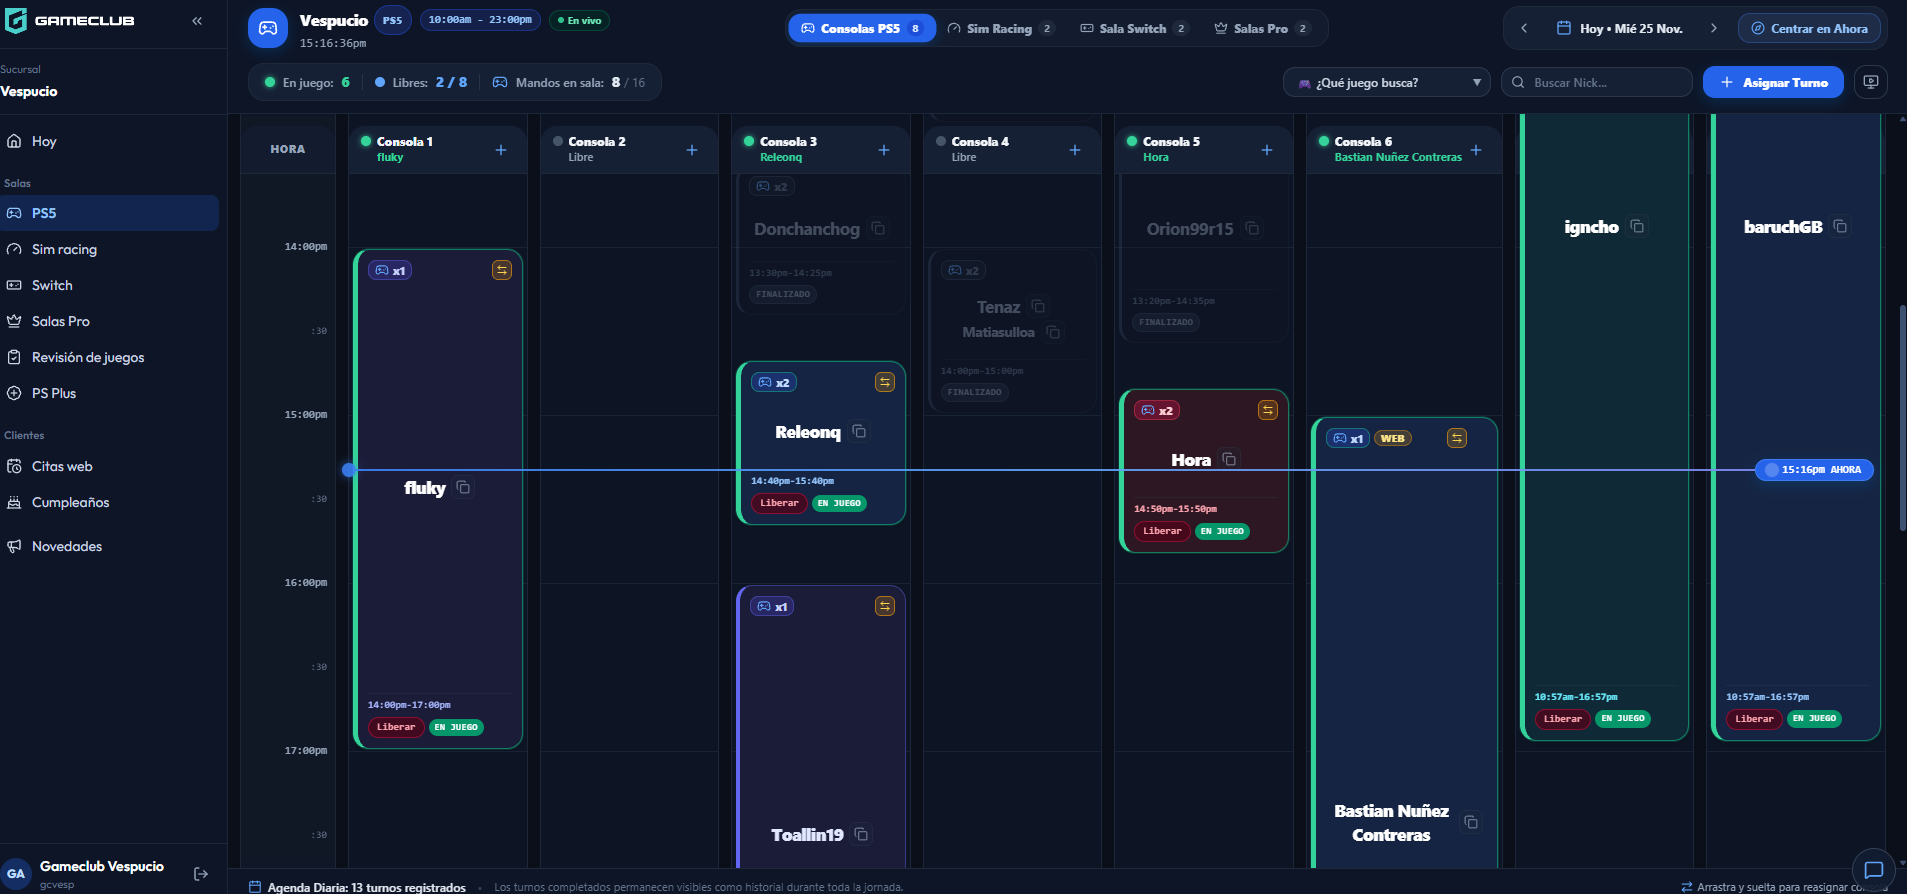 GAMECLUB
Sucursal
Vespucio
Hoy
Salas
PS5
Sim racing
Switch
Salas Pro
Revisión de juegos
PS Plus
Clientes
Citas web
Cumpleaños
Novedades
GA
Gameclub Vespucio
gcvesp
Vespucio PS5 10:00am - 23:00pm En vivo
15:16:36pm
Consolas PS5 8 Sim Racing 2 Sala Switch 2 Salas Pro 2
Hoy • Mié 25 Nov.
Centrar en Ahora
En juego: 6 Libres: 2 / 8 Mandos en sala: 8 / 16
¿Qué juego busca?
Buscar Nick...
+ Asignar Turno
HORA
Consola 1
fluky
Consola 2
Libre
Consola 3
Releonq
Consola 4
Libre
Consola 5
Hora
Consola 6
Bastian Nuñez Contreras
14:00pm
:30
15:00pm
:30
16:00pm
:30
17:00pm
:30
x1
fluky
14:00pm-17:00pm
Liberar EN JUEGO
x2
Donchanchog
13:30pm-14:25pm
FINALIZADO
x2
Releonq
14:40pm-15:40pm
Liberar EN JUEGO
x1
Toallin19
x2
Tenaz
Matiasulloa
14:00pm-15:00pm
FINALIZADO
Orion99r15
13:20pm-14:35pm
FINALIZADO
x2
Hora
14:50pm-15:50pm
Liberar EN JUEGO
x1 WEB
Bastian Nuñez
Contreras
igncho
10:57am-16:57pm
Liberar EN JUEGO
baruchGB
15:16pm AHORA
10:57am-16:57pm
Liberar EN JUEGO
Agenda Diaria: 13 turnos registrados • Los turnos completados permanecen visibles como historial durante toda la jornada.
Arrastra y suelta para reasignar